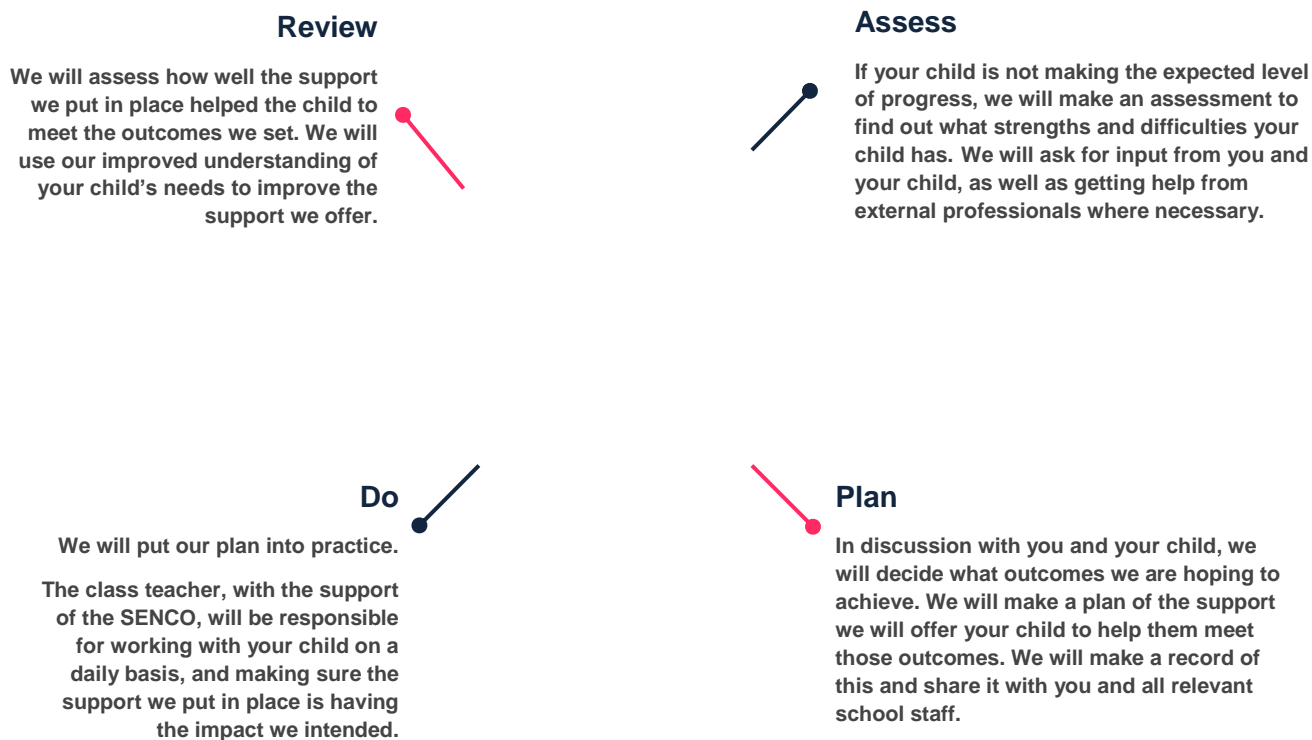 Review
We will assess how well the support
we put in place helped the child to
meet the outcomes we set. We will
use our improved understanding of
your child’s needs to improve the
support we offer.
Assess
If your child is not making the expected level
of progress, we will make an assessment to
find out what strengths and difficulties your
child has. We will ask for input from you and
your child, as well as getting help from
external professionals where necessary.
Do
We will put our plan into practice.
The class teacher, with the support
of the SENCO, will be responsible
for working with your child on a
daily basis, and making sure the
support we put in place is having
the impact we intended.
Plan
In discussion with you and your child, we
will decide what outcomes we are hoping to
achieve. We will make a plan of the support
we will offer your child to help them meet
those outcomes. We will make a record of
this and share it with you and all relevant
school staff.